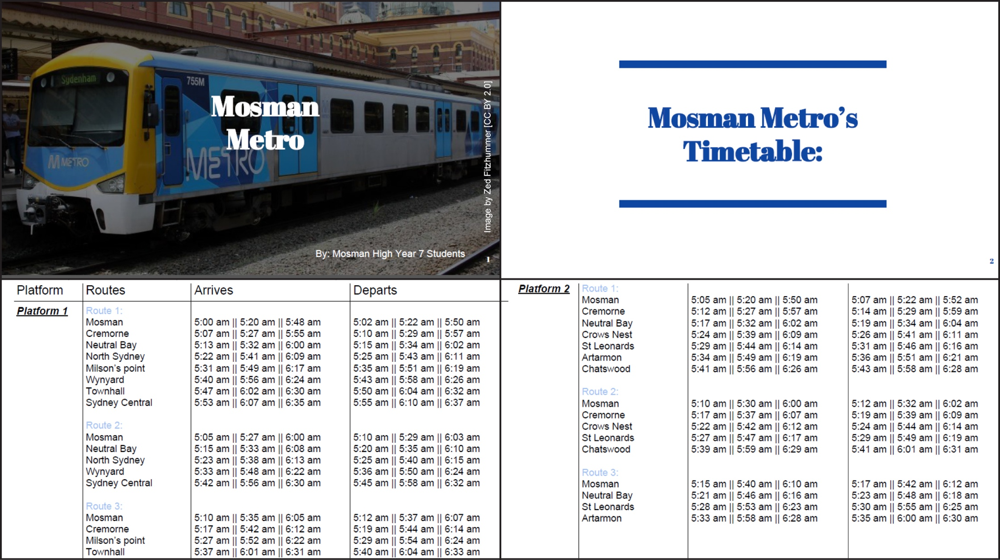 Sydenham
755M
Mosman
Metro
METRO
M METRO
Image by Zed Fitzhummer [CC BY 2.0]
By: Mosman High Year 7 Students
1
Mosman Metro’s
Timetable:
2
Platform Routes Arrives Departs
Platform 1 Route 1:
Mosman 5:00 am || 5:20 am || 5:48 am 5:02 am || 5:22 am || 5:50 am
Cremorne 5:07 am || 5:27 am || 5:55 am 5:10 am || 5:29 am || 5:57 am
Neutral Bay 5:13 am || 5:32 am || 6:00 am 5:15 am || 5:34 am || 6:02 am
North Sydney 5:22 am || 5:41 am || 6:09 am 5:25 am || 5:43 am || 6:11 am
Milson’s point 5:31 am || 5:49 am || 6:17 am 5:35 am || 5:51 am || 6:19 am
Wynyard 5:40 am || 5:56 am || 6:24 am 5:43 am || 5:58 am || 6:26 am
Townhall 5:47 am || 6:02 am || 6:30 am 5:50 am || 6:04 am || 6:32 am
Sydney Central 5:53 am || 6:07 am || 6:35 am 5:55 am || 6:10 am || 6:37 am
Route 2:
Mosman 5:05 am || 5:27 am || 6:00 am 5:10 am || 5:29 am || 6:03 am
Neutral Bay 5:15 am || 5:33 am || 6:08 am 5:20 am || 5:35 am || 6:10 am
North Sydney 5:23 am || 5:38 am || 6:13 am 5:25 am || 5:40 am || 6:15 am
Wynyard 5:33 am || 5:48 am || 6:22 am 5:36 am || 5:50 am || 6:24 am
Sydney Central 5:42 am || 5:56 am || 6:30 am 5:45 am || 5:58 am || 6:32 am
Route 3:
Mosman 5:10 am || 5:35 am || 6:05 am 5:12 am || 5:37 am || 6:07 am
Cremorne 5:17 am || 5:42 am || 6:12 am 5:19 am || 5:44 am || 6:14 am
Milson’s point 5:27 am || 5:52 am || 6:22 am 5:29 am || 5:54 am || 6:24 am
Townhall 5:37 am || 6:01 am || 6:31 am 5:40 am || 6:04 am || 6:33 am
Platform 2 Route 1:
Mosman 5:05 am || 5:20 am || 5:50 am 5:07 am || 5:22 am || 5:52 am
Cremorne 5:12 am || 5:27 am || 5:57 am 5:14 am || 5:29 am || 5:59 am
Neutral Bay 5:17 am || 5:32 am || 6:02 am 5:19 am || 5:34 am || 6:04 am
Crows Nest 5:24 am || 5:39 am || 6:09 am 5:26 am || 5:41 am || 6:11 am
St Leonards 5:29 am || 5:44 am || 6:14 am 5:31 am || 5:46 am || 6:16 am
Artarmon 5:34 am || 5:49 am || 6:19 am 5:36 am || 5:51 am || 6:21 am
Chatswood 5:41 am || 5:56 am || 6:26 am 5:43 am || 5:58 am || 6:28 am
Route 2:
Mosman 5:10 am || 5:30 am || 6:00 am 5:12 am || 5:32 am || 6:02 am
Cremorne 5:17 am || 5:37 am || 6:07 am 5:19 am || 5:39 am || 6:09 am
Crows Nest 5:22 am || 5:42 am || 6:12 am 5:24 am || 5:44 am || 6:14 am
St Leonards 5:27 am || 5:47 am || 6:17 am 5:29 am || 5:49 am || 6:19 am
Chatswood 5:39 am || 5:59 am || 6:29 am 5:41 am || 6:01 am || 6:31 am
Route 3:
Mosman 5:15 am || 5:40 am || 6:10 am 5:17 am || 5:42 am || 6:12 am
Neutral Bay 5:21 am || 5:46 am || 6:16 am 5:23 am || 5:48 am || 6:18 am
St Leonards 5:28 am || 5:53 am || 6:23 am 5:30 am || 5:55 am || 6:25 am
Artarmon 5:33 am || 5:58 am || 6:28 am 5:35 am || 6:00 am || 6:30 am